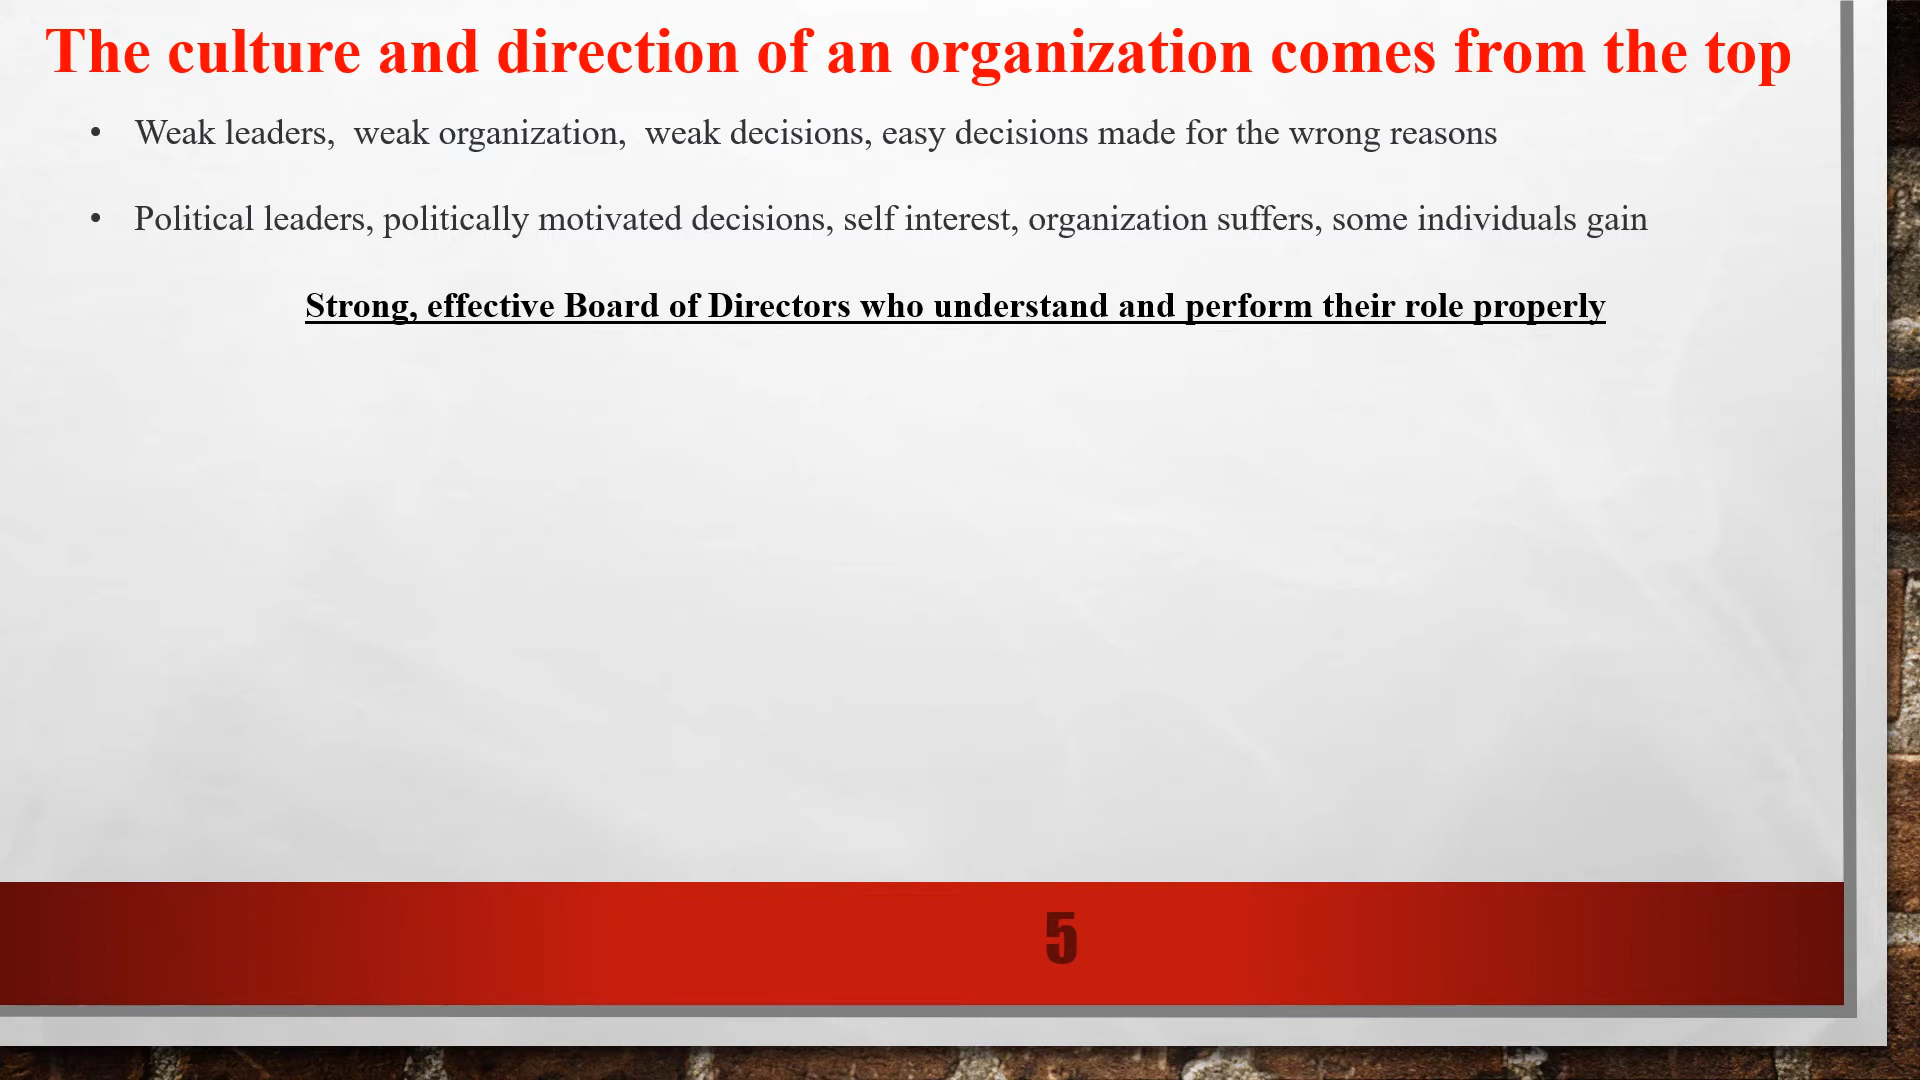 The culture and direction of an organization comes from the top
• Weak leaders,  weak organization,  weak decisions, easy decisions made for the wrong reasons
• Political leaders, politically motivated decisions, self interest, organization suffers, some individuals gain
Strong, effective Board of Directors who understand and perform their role properly
5